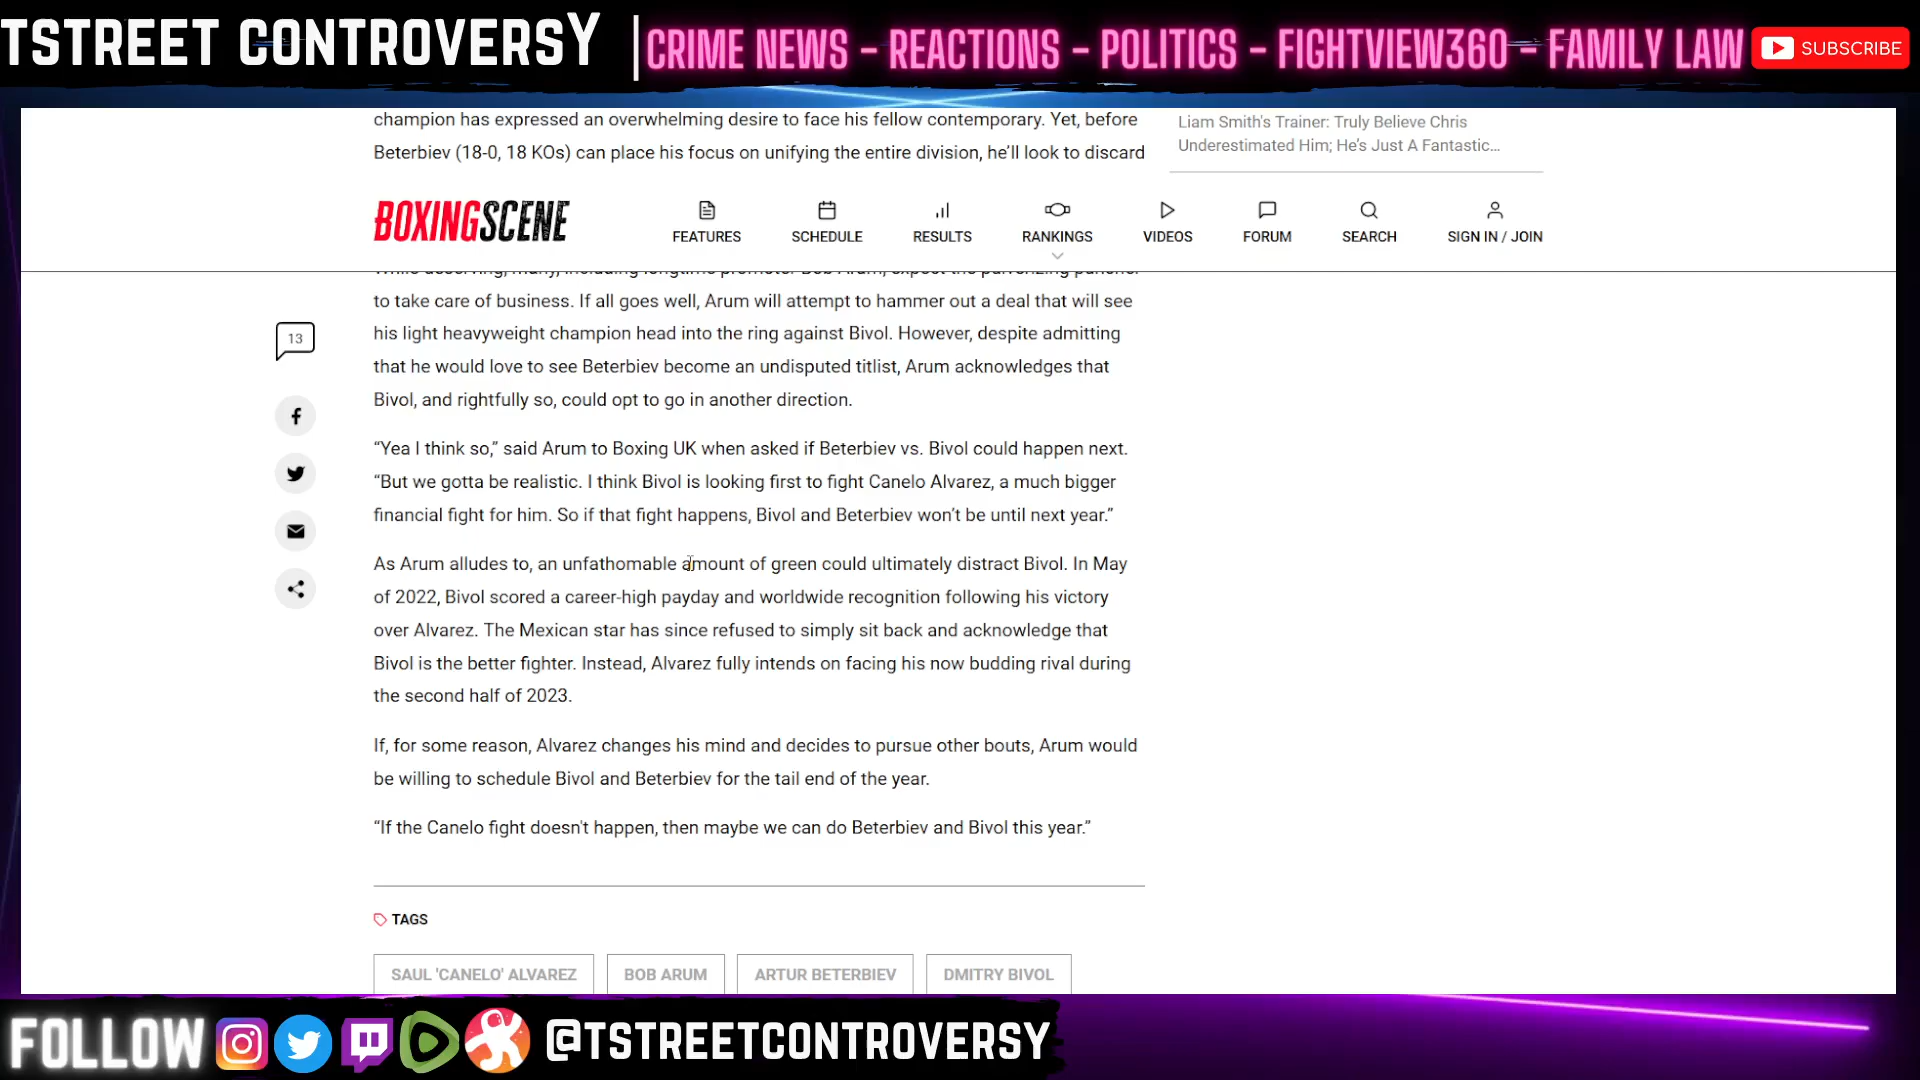 TSTREET CONTROVERSY
CRIME NEWS - REACTIONS - POLITICS - FIGHTVIEW360 - FAMILY LAW
SUBSCRIBE
champion has expressed an overwhelming desire to face his fellow contemporary. Yet, before
Beterbiev (18-0, 18 KOs) can place his focus on unifying the entire division, he'll look to discard
Liam Smith's Trainer: Truly Believe Chris
Underestimated Him; He's Just A Fantastic...
BOXINGSCENE
FEATURES
SCHEDULE
RESULTS
RANKINGS
VIDEOS
FORUM
SEARCH
SIGN IN / JOIN
While deserving, many, including longtime promoter Bob Arum, expect the pulverizing puncher
to take care of business. If all goes well, Arum will attempt to hammer out a deal that will see
his light heavyweight champion head into the ring against Bivol. However, despite admitting
that he would love to see Beterbiev become an undisputed titlist, Arum acknowledges that
Bivol, and rightfully so, could opt to go in another direction.
13
“Yea I think so,” said Arum to Boxing UK when asked if Beterbiev vs. Bivol could happen next.
“But we gotta be realistic. I think Bivol is looking first to fight Canelo Alvarez, a much bigger
financial fight for him. So if that fight happens, Bivol and Beterbiev won’t be until next year.”
As Arum alludes to, an unfathomable amount of green could ultimately distract Bivol. In May
of 2022, Bivol scored a career-high payday and worldwide recognition following his victory
over Alvarez. The Mexican star has since refused to simply sit back and acknowledge that
Bivol is the better fighter. Instead, Alvarez fully intends on facing his now budding rival during
the second half of 2023.
If, for some reason, Alvarez changes his mind and decides to pursue other bouts, Arum would
be willing to schedule Bivol and Beterbiev for the tail end of the year.
“If the Canelo fight doesn't happen, then maybe we can do Beterbiev and Bivol this year.”
TAGS
SAUL 'CANELO' ALVAREZ
BOB ARUM
ARTUR BETERBIEV
DMITRY BIVOL
FOLLOW
@TSTREETCONTROVERSY